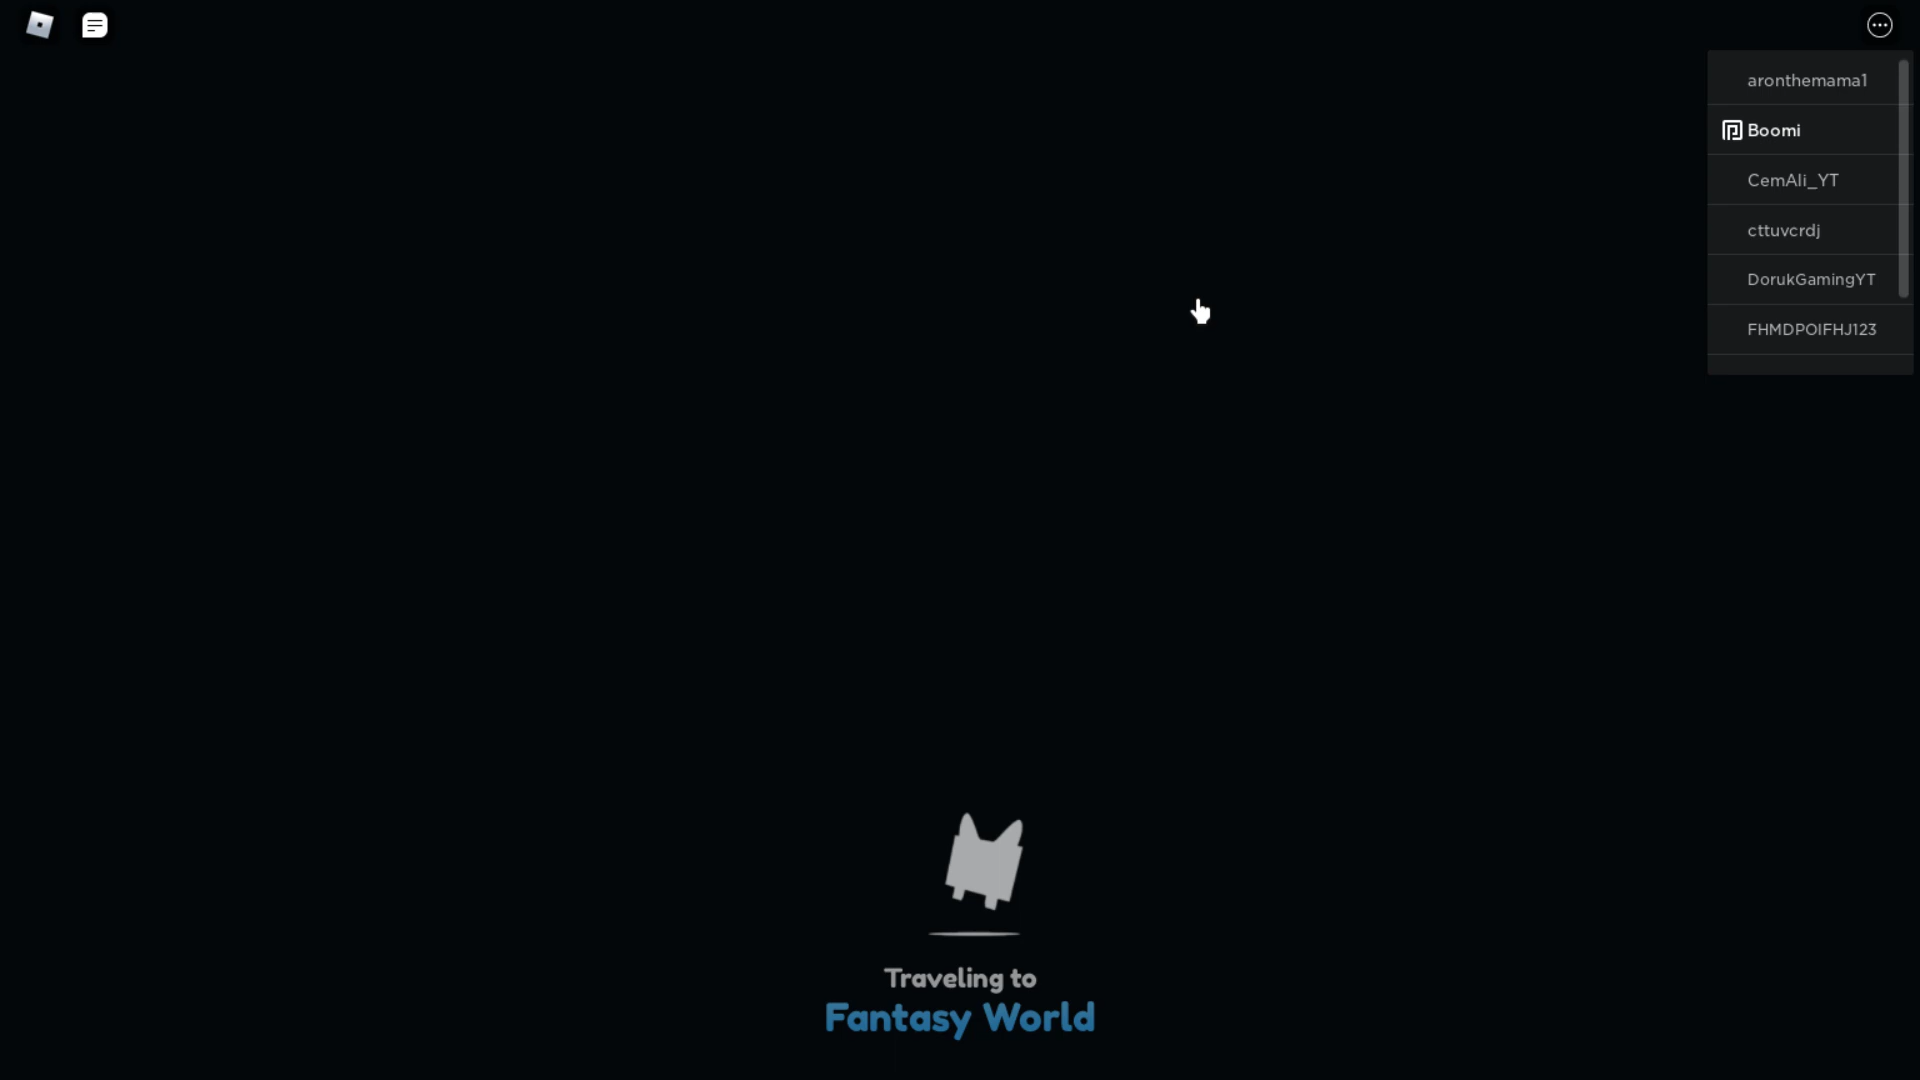 aronthemama1
Boomi
CemAli_YT
cttuvcrdj
DorukGamingYT
FHMDPOIFHJ123
Traveling to
Fantasy World